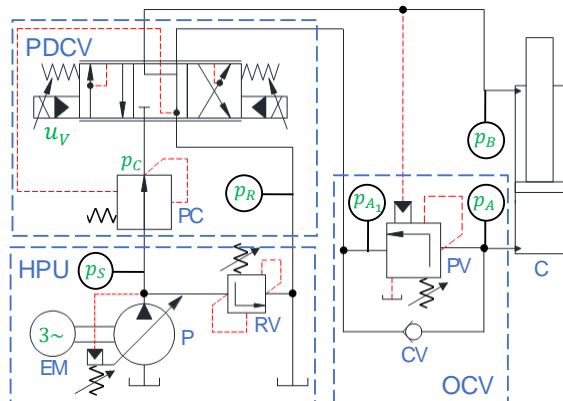 PDCV
u_V
p_C
PC
p_R
p_B
p_{A_1}
p_A
PV
C
CV
OCV
HPU
p_S
RV
3~
P
EM